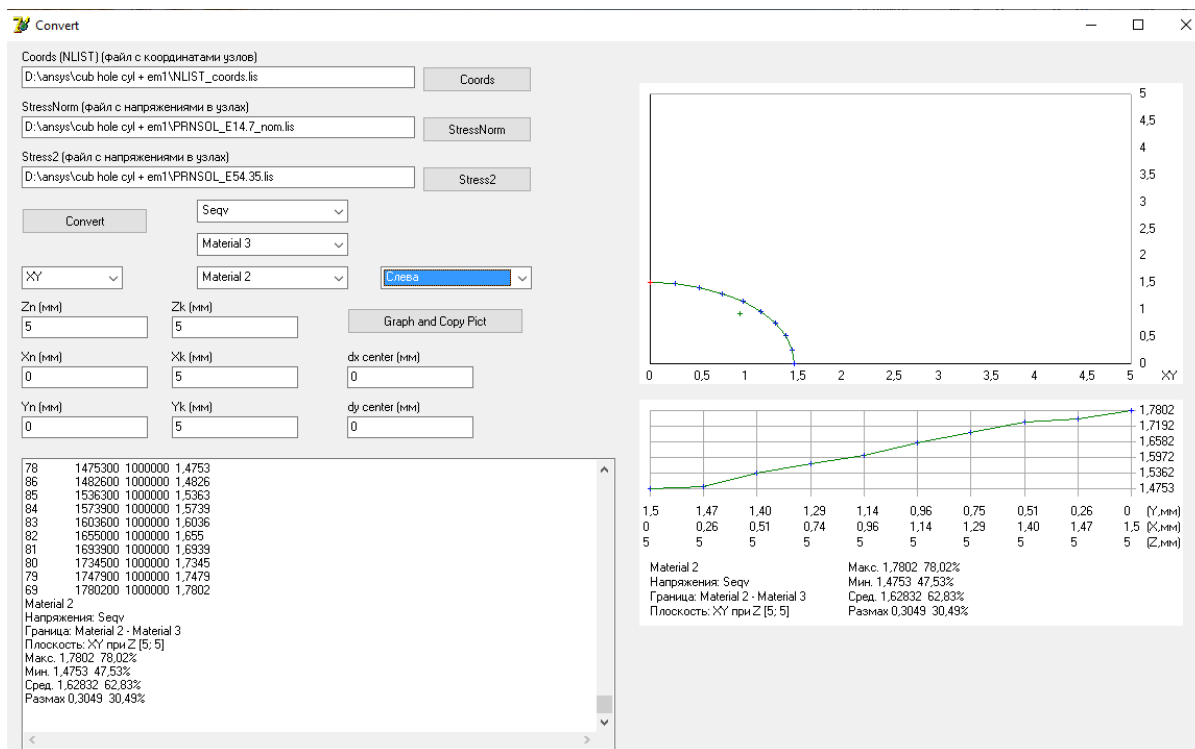 Convert
Coords (NLIST) (файл с координатами узлов)
D:\ansys\cub hole cyl + em1\NLIST_coords.lis
Coords
StressNorm (файл с напряжениями в узлах)
D:\ansys\cub hole cyl + em1\PRNSOL_E14.7_nom.lis
StressNorm
Stress2 (файл с напряжениями в узлах)
D:\ansys\cub hole cyl + em1\PRNSOL_E54.35.lis
Stress2
Convert
Seqv
Material 3
XY
Material 2
Слева
Zn (мм)
Zk (мм)
5
5
Graph and Copy Pict
Xn (мм)
Xk (мм)
dx center (мм)
0
5
0
Yn (мм)
Yk (мм)
dy center (мм)
0
5
0
78 1475300 1000000 1,4753
86 1482600 1000000 1,4826
85 1536300 1000000 1,5363
84 1573900 1000000 1,5739
83 1603600 1000000 1,6036
82 1655000 1000000 1,655
81 1693900 1000000 1,6939
80 1734500 1000000 1,7345
79 1747900 1000000 1,7479
69 1780200 1000000 1,7802
Material 2
Напряжения: Seqv
Граница: Material 2 - Material 3
Плоскость: XY при Z [5; 5]
Макс. 1,7802 78,02%
Мин. 1,4753 47,53%
Сред. 1,62832 62,83%
Размах 0,3049 30,49%
5
4,5
4
3,5
3
2,5
2
1,5
1
0,5
0
0 0,5 1 1,5 2 2,5 3 3,5 4 4,5 5 XY
1,7802
1,7192
1,6582
1,5972
1,5362
1,4753
1,5 1,47 1,40 1,29 1,14 0,96 0,75 0,51 0,26 0 (Y,мм)
0 0,26 0,51 0,74 0,96 1,14 1,29 1,40 1,47 1,5 (X,мм)
5 5 5 5 5 5 5 5 5 5 (Z,мм)
Material 2
Напряжения: Seqv
Граница: Material 2 - Material 3
Плоскость: XY при Z [5; 5]
Макс. 1,7802 78,02%
Мин. 1,4753 47,53%
Сред. 1,62832 62,83%
Размах 0,3049 30,49%